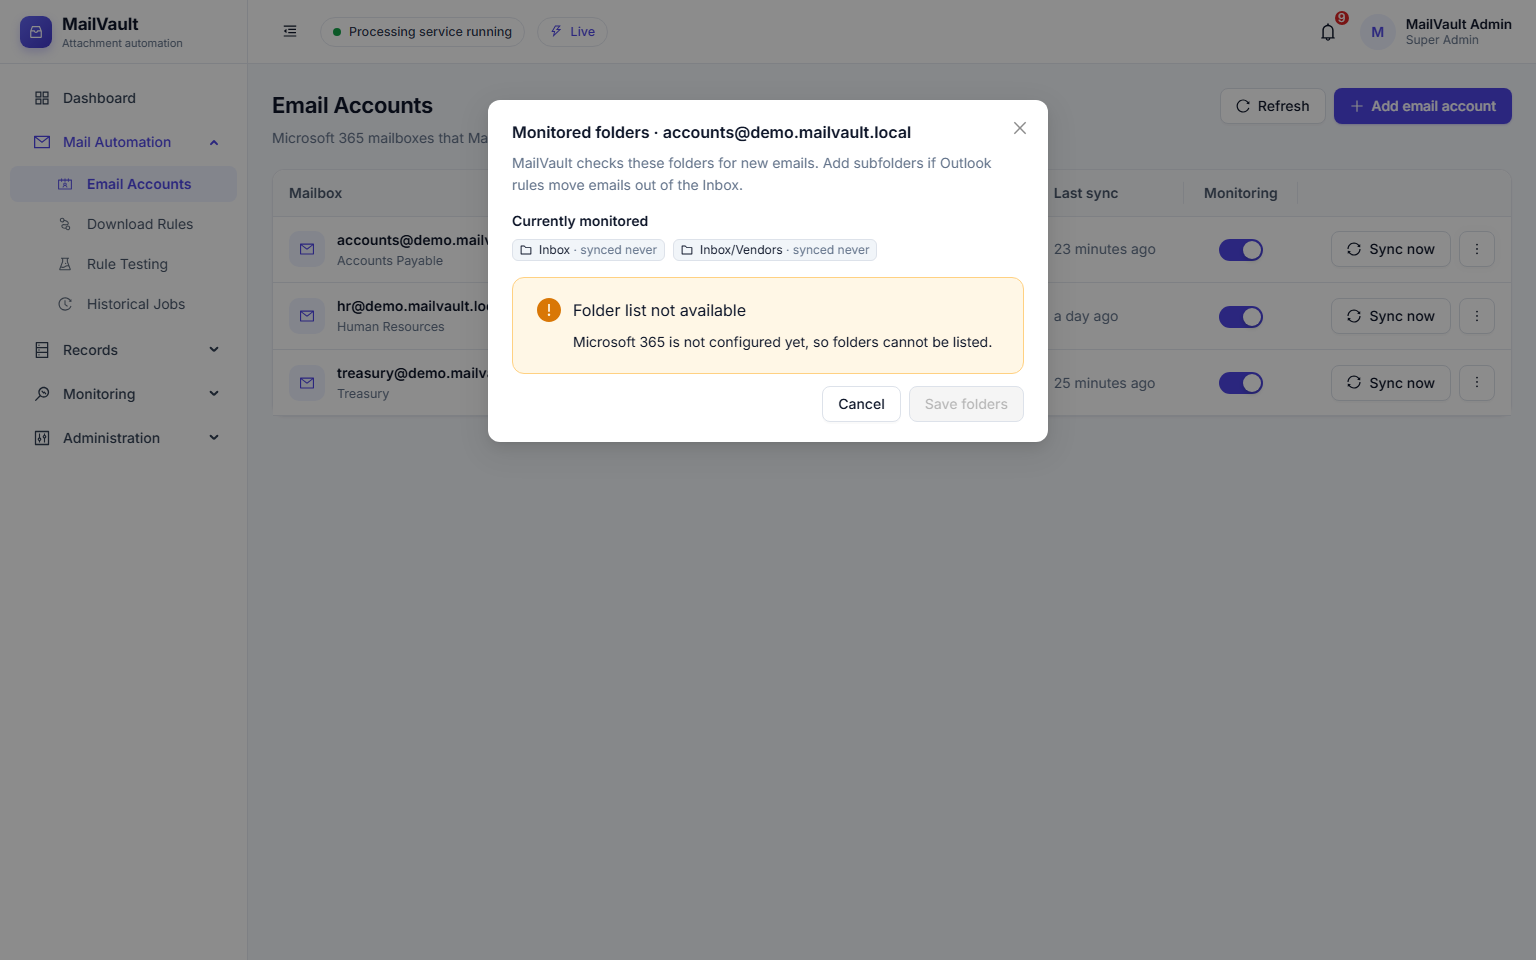 MailVault
Attachment automation
Processing service running
Live
9
M
MailVault Admin
Super Admin
Dashboard
Mail Automation
Email Accounts
Download Rules
Rule Testing
Historical Jobs
Records
Monitoring
Administration
Email Accounts
Microsoft 365 mailboxes that Ma
Refresh
Add email account
Mailbox
Last sync
Monitoring
accounts@demo.mailv
Accounts Payable
23 minutes ago
Sync now
hr@demo.mailvault.lo
Human Resources
a day ago
Sync now
treasury@demo.mailva
Treasury
25 minutes ago
Sync now
Monitored folders · accounts@demo.mailvault.local
MailVault checks these folders for new emails. Add subfolders if Outlook
rules move emails out of the Inbox.
Currently monitored
Inbox · synced never
Inbox/Vendors · synced never
Folder list not available
Microsoft 365 is not configured yet, so folders cannot be listed.
Cancel
Save folders